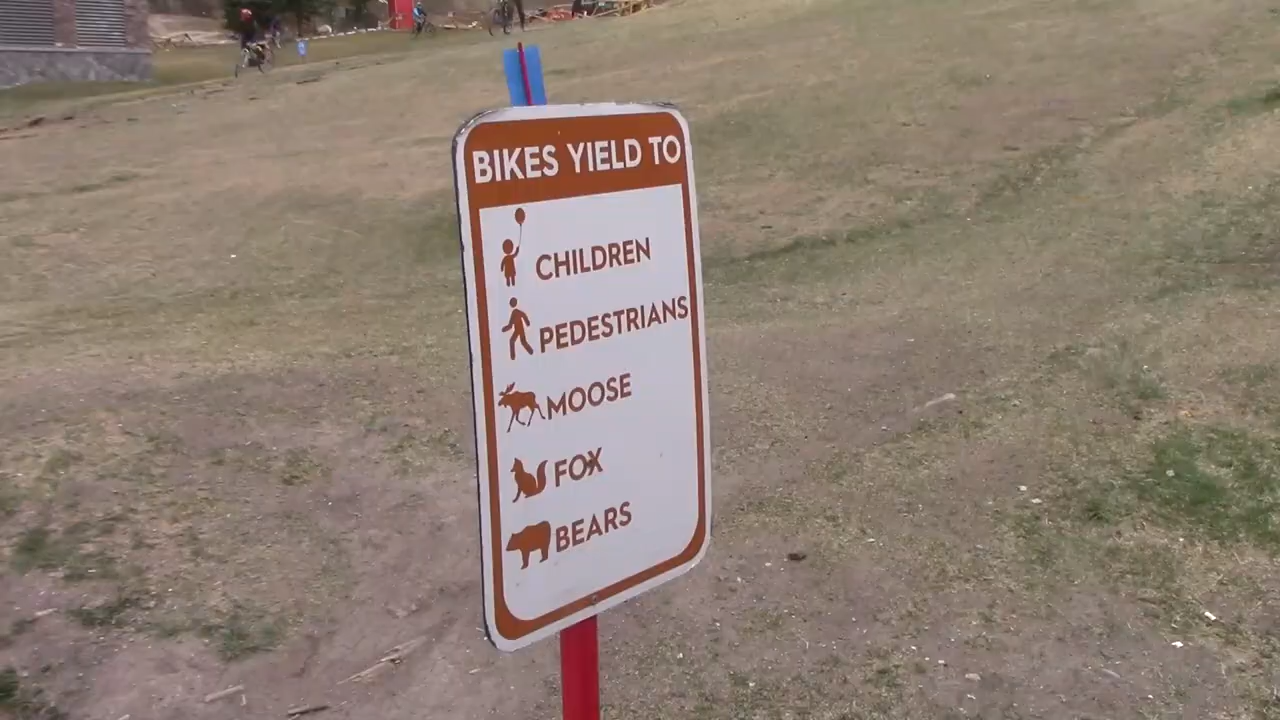 BIKES YIELD TO
CHILDREN
PEDESTRIANS
MOOSE
FOX
BEARS